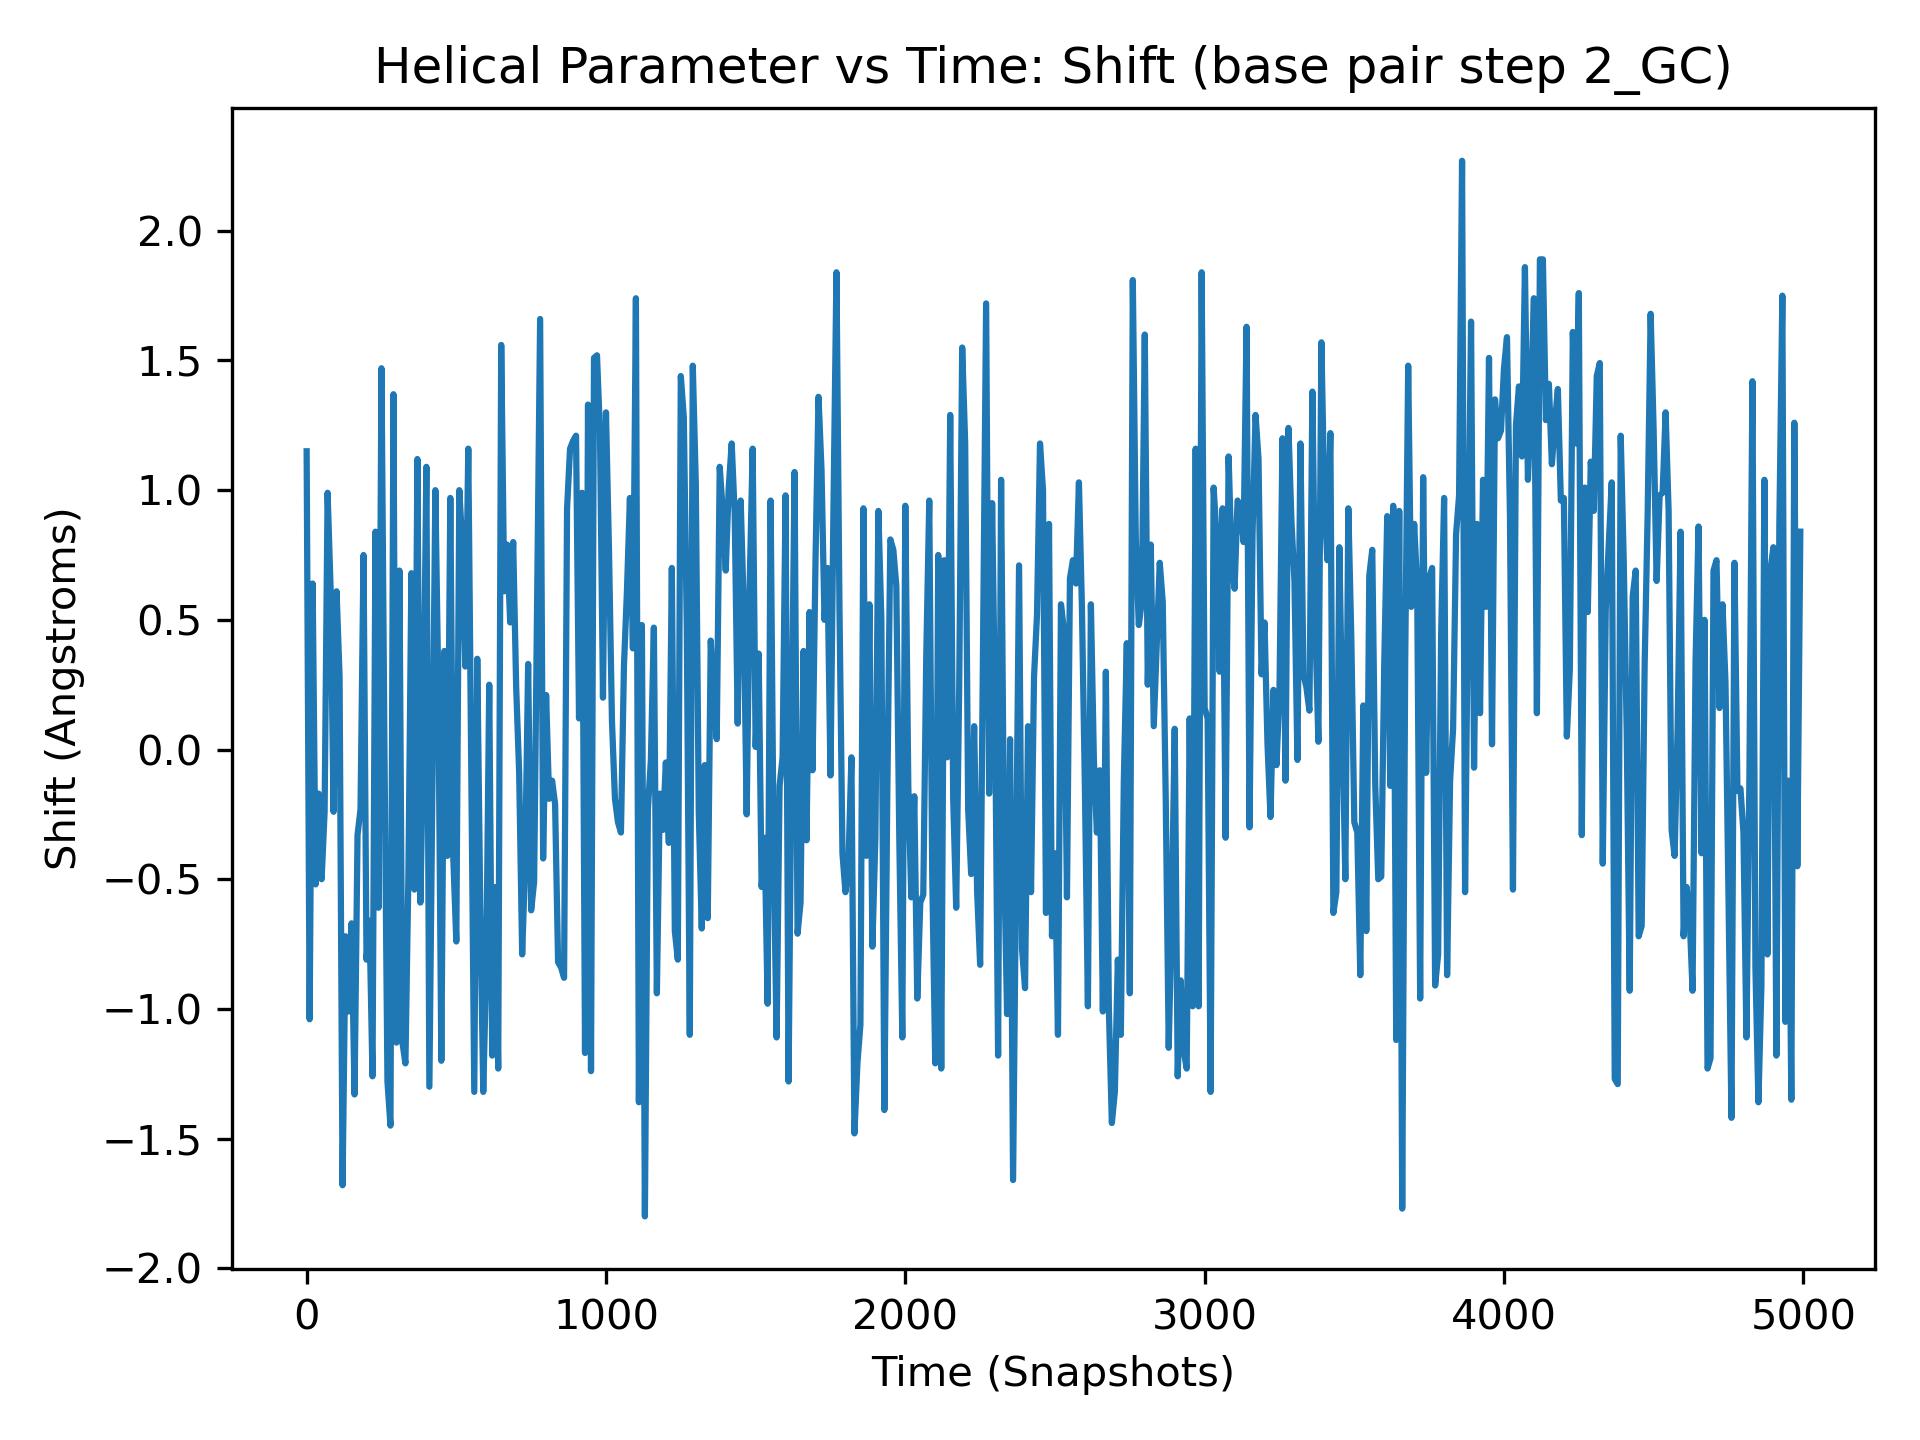 Helical Parameter vs Time: Shift (base pair step 2_GC)
Shift (Angstroms)
2.0
1.5
1.0
0.5
0.0
−0.5
−1.0
−1.5
−2.0
0 1000 2000 3000 4000 5000
Time (Snapshots)